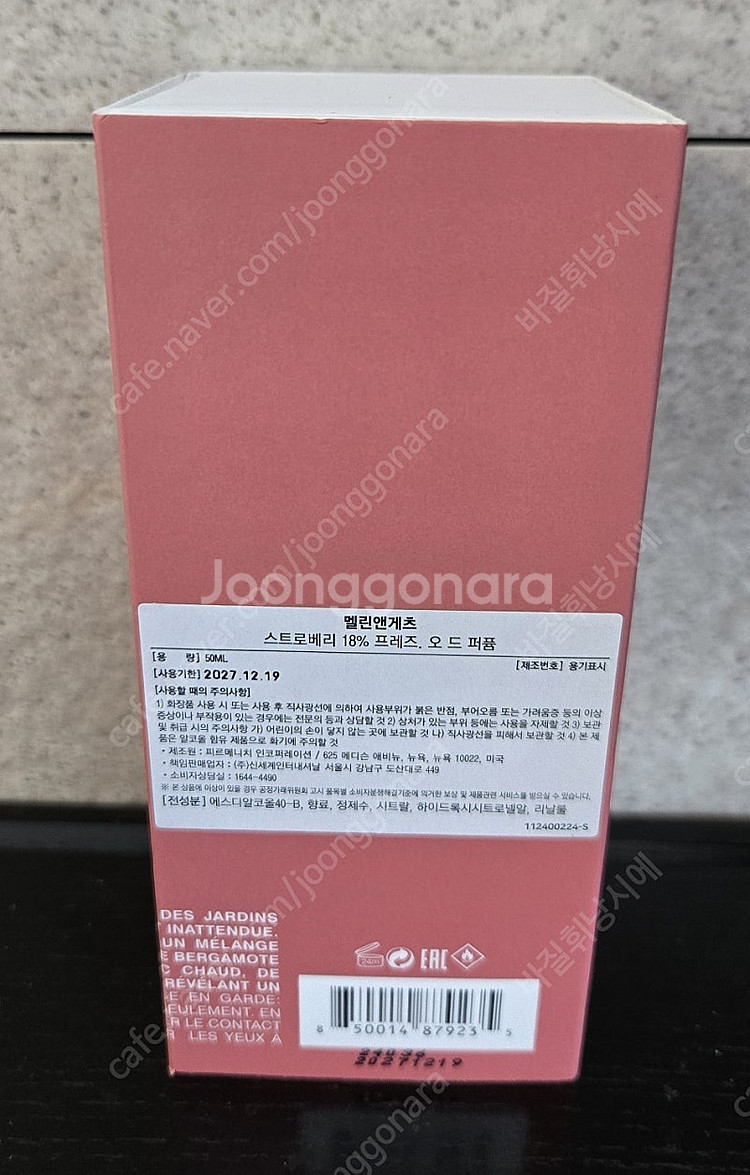 cafe.naver.com/joonggonara
바질휘낭시에
Joonggonara
멜린앤게츠
스트로베리 18% 프레즈. 오 드 퍼퓸
[용 량] 50ML
[제조번호] 용기표시
[사용기한] 2027.12.19
[사용할 때의 주의사항]
1) 화장품 사용 시 또는 사용 후 직사광선에 의하여 사용부위가 붉은 반점, 부어오름 또는 가려움증 등의 이상
증상이나 부작용이 있는 경우에는 전문의 등과 상담할 것 2) 상처가 있는 부위 등에는 사용을 자제할 것 3) 보관
및 취급 시의 주의사항 가) 어린이의 손이 닿지 않는 곳에 보관할 것 나) 직사광선을 피해서 보관할 것 4) 본 제
품은 알코올 함유 제품으로 화기에 주의할 것
• 제조원 : 피르메니치 인코퍼레이션 / 625 메디슨 애비뉴, 뉴욕, 뉴욕 10022, 미국
• 책임판매업자 : (주)신세계인터내셔날 서울시 강남구 도산대로 449
• 소비자상담실 : 1644-4490
※ 본 상품에 이상이 있을 경우 공정거래위원회 고시 품목별 소비자분쟁해결기준에 의거한 보상 및 제품관련 서비스를 받으실 수 있습니다.
[전성분] 에스디알코올40-B, 향료, 정제수, 시트랄, 하이드록시시트로넬알, 리날룰
112400224-S
DES JARDINS
INATTENDUE.
UN MÉLANGE
E BERGAMOTE
C CHAUD. DE
RÉVÉLANT UN
E EN GARDE:
EULEMENT. EN
R LE CONTACT
LES YEUX À
24M EAC
8 50014 87923 5
20271219